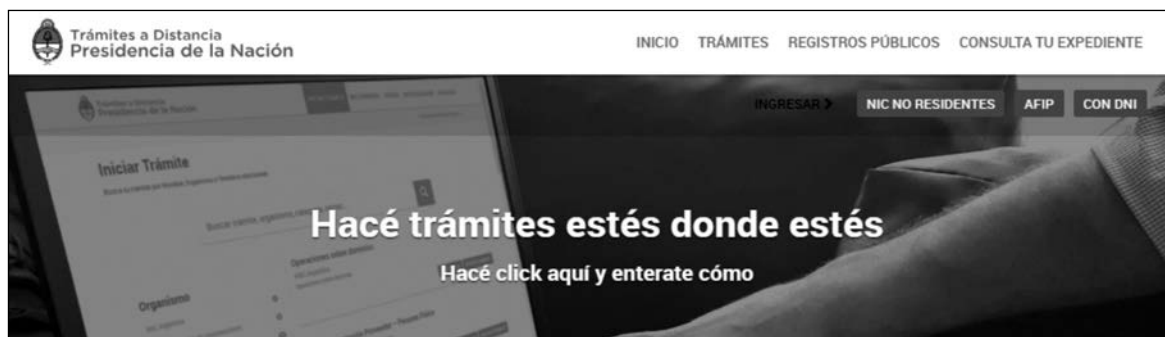 Trámites a Distancia
Presidencia de la Nación
INICIO TRÁMITES REGISTROS PÚBLICOS CONSULTA TU EXPEDIENTE
INGRESAR > NIC NO RESIDENTES AFIP CON DNI
Trámites a Distancia
Presidencia de la Nación
Iniciar Trámite
Hacé trámites estés donde estés
Hacé click aquí y enterate cómo
Organismo